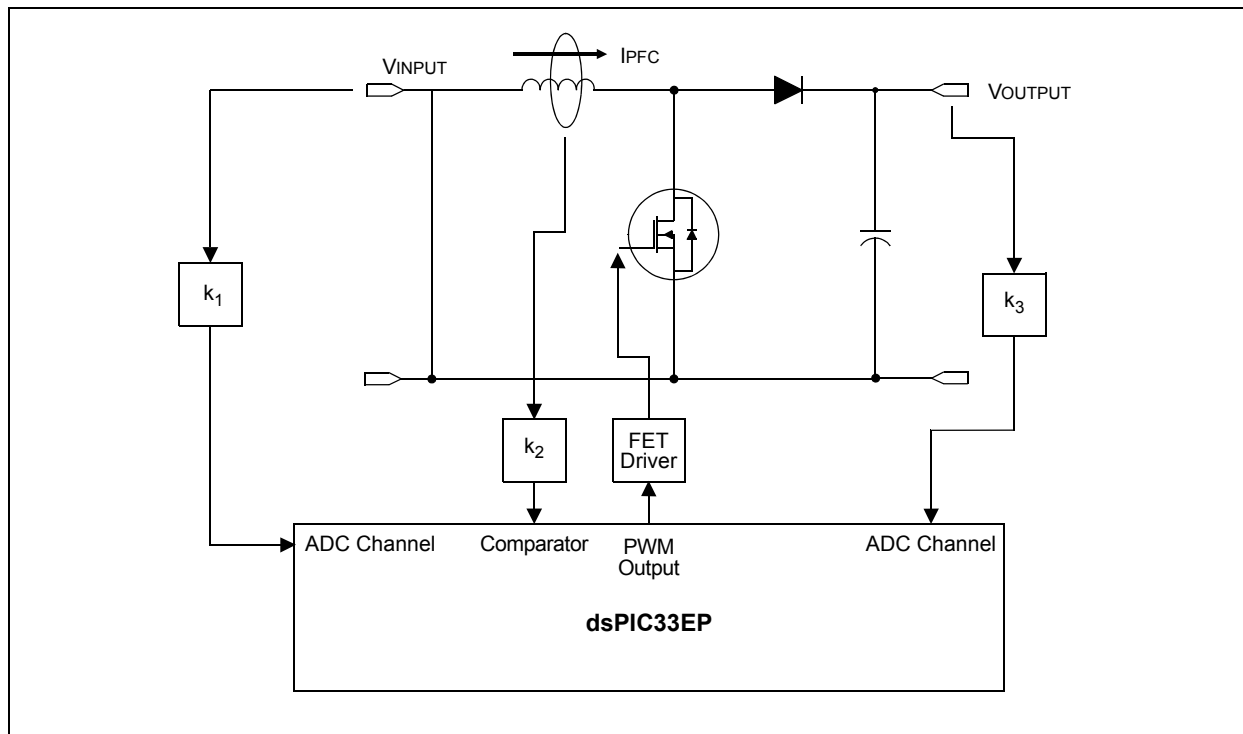 IPFC
VINPUT
VOUTPUT
k1
k3
k2
FET
Driver
ADC Channel
Comparator
PWM
Output
ADC Channel
dsPIC33EP